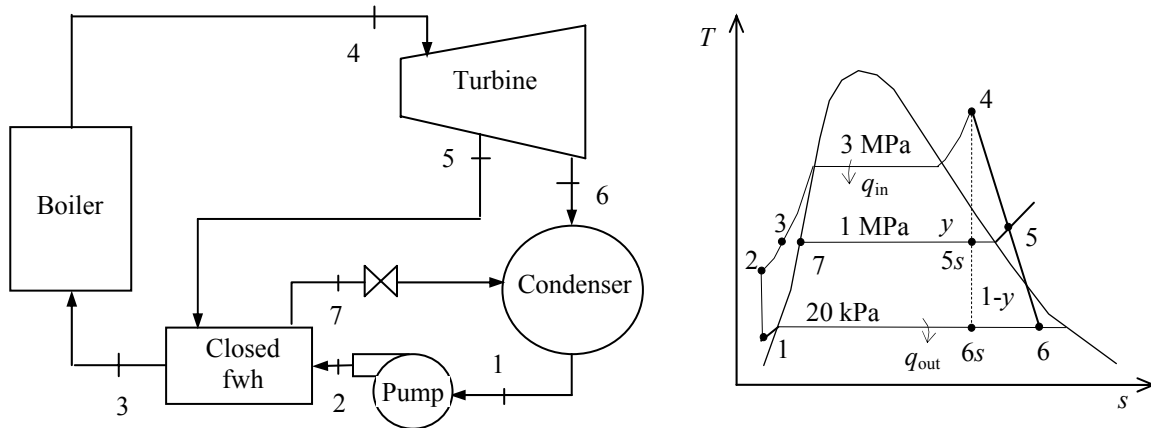 4
Turbine
5
6
Boiler
7
Condenser
Closed
fwh
3
2
Pump
1
T
4
3 MPa
q_in
3
1 MPa
y
5
2
7
5s
1-y
20 kPa
1
q_out
6s
6
s